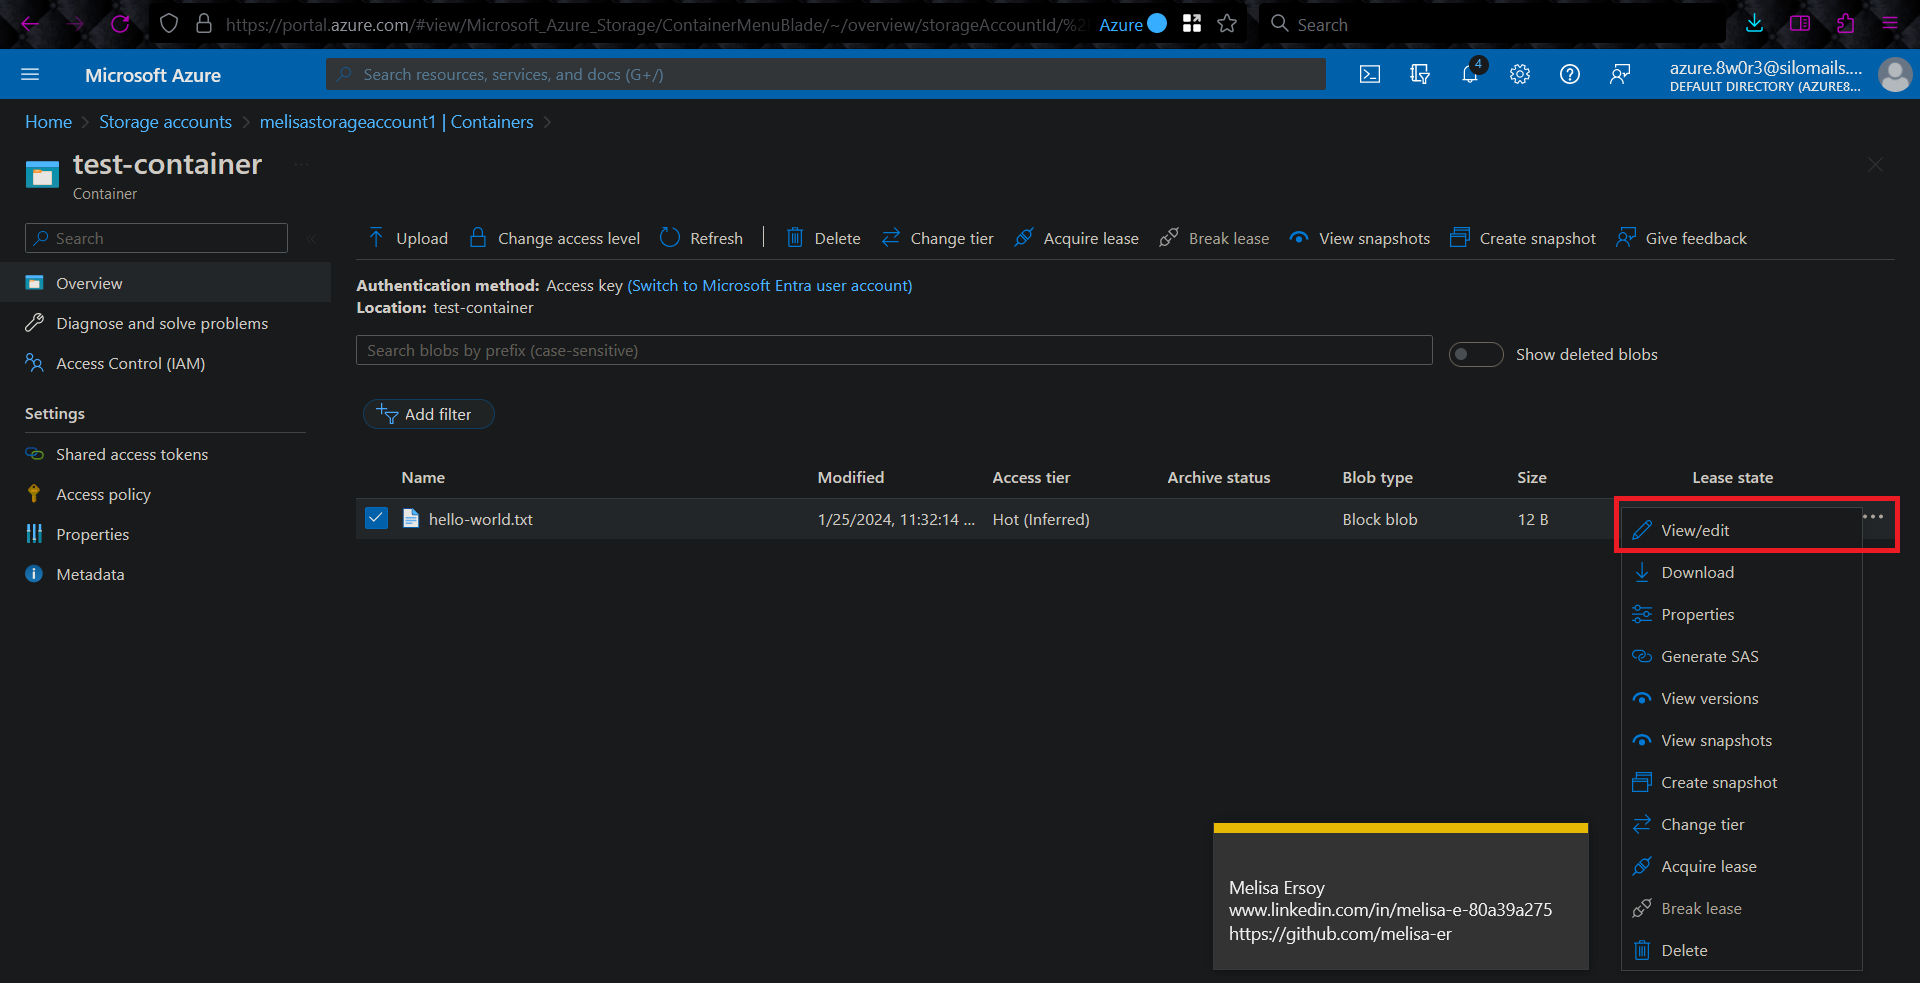 https://portal.azure.com/#view/Microsoft_Azure_Storage/ContainerMenuBlade/~/overview/storageAccountId/%2 Azure Search
Microsoft Azure Search resources, services, and docs (G+/) 4 azure.8w0r3@silomails....
DEFAULT DIRECTORY (AZURE8...
Home > Storage accounts > melisastorageaccount1 | Containers >
test-container ...
Container
Search «
Upload Change access level Refresh Delete Change tier Acquire lease Break lease View snapshots Create snapshot Give feedback
Overview
Diagnose and solve problems
Access Control (IAM)
Settings
Shared access tokens
Access policy
Properties
Metadata
Authentication method: Access key (Switch to Microsoft Entra user account)
Location: test-container
Search blobs by prefix (case-sensitive) Show deleted blobs
Add filter
Name Modified Access tier Archive status Blob type Size Lease state
hello-world.txt 1/25/2024, 11:32:14 ... Hot (Inferred) Block blob 12 B ...
View/edit
Download
Properties
Generate SAS
View versions
View snapshots
Create snapshot
Change tier
Acquire lease
Break lease
Delete
Melisa Ersoy
www.linkedin.com/in/melisa-e-80a39a275
https://github.com/melisa-er